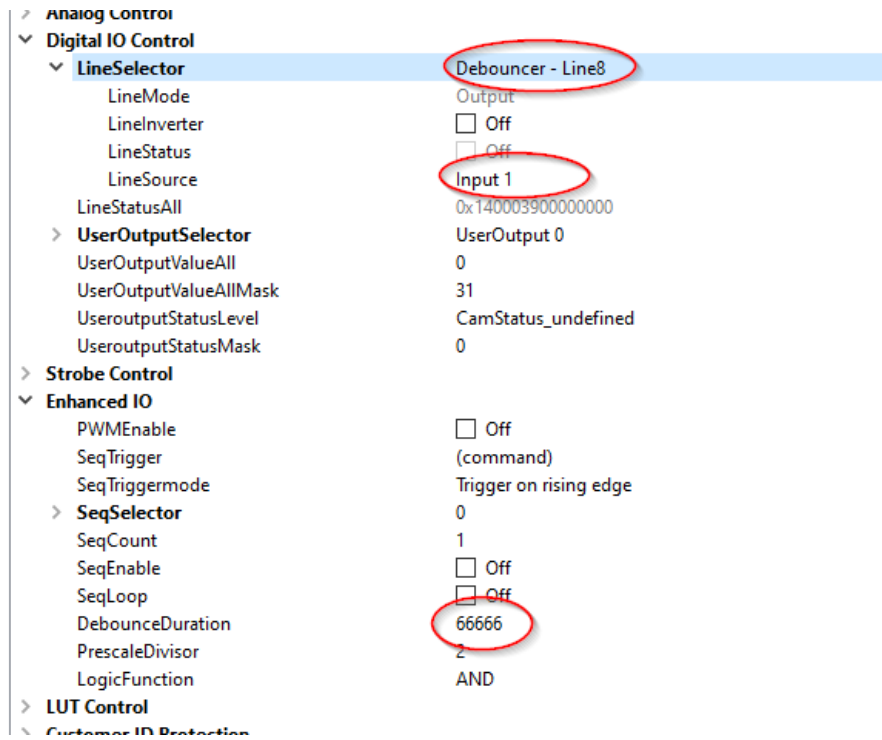 Analog Control
Digital IO Control
LineSelector Debouncer - Line8
LineMode Output
LineInverter Off
LineStatus Off
LineSource Input 1
LineStatusAll 0x140003900000000
UserOutputSelector UserOutput 0
UserOutputValueAll 0
UserOutputValueAllMask 31
UseroutputStatusLevel CamStatus_undefined
UseroutputStatusMask 0
Strobe Control
Enhanced IO
PWMEnable Off
SeqTrigger (command)
SeqTriggermode Trigger on rising edge
SeqSelector 0
SeqCount 1
SeqEnable Off
SeqLoop Off
DebounceDuration 66666
PrescaleDivisor 2
LogicFunction AND
LUT Control
Customer ID Protection